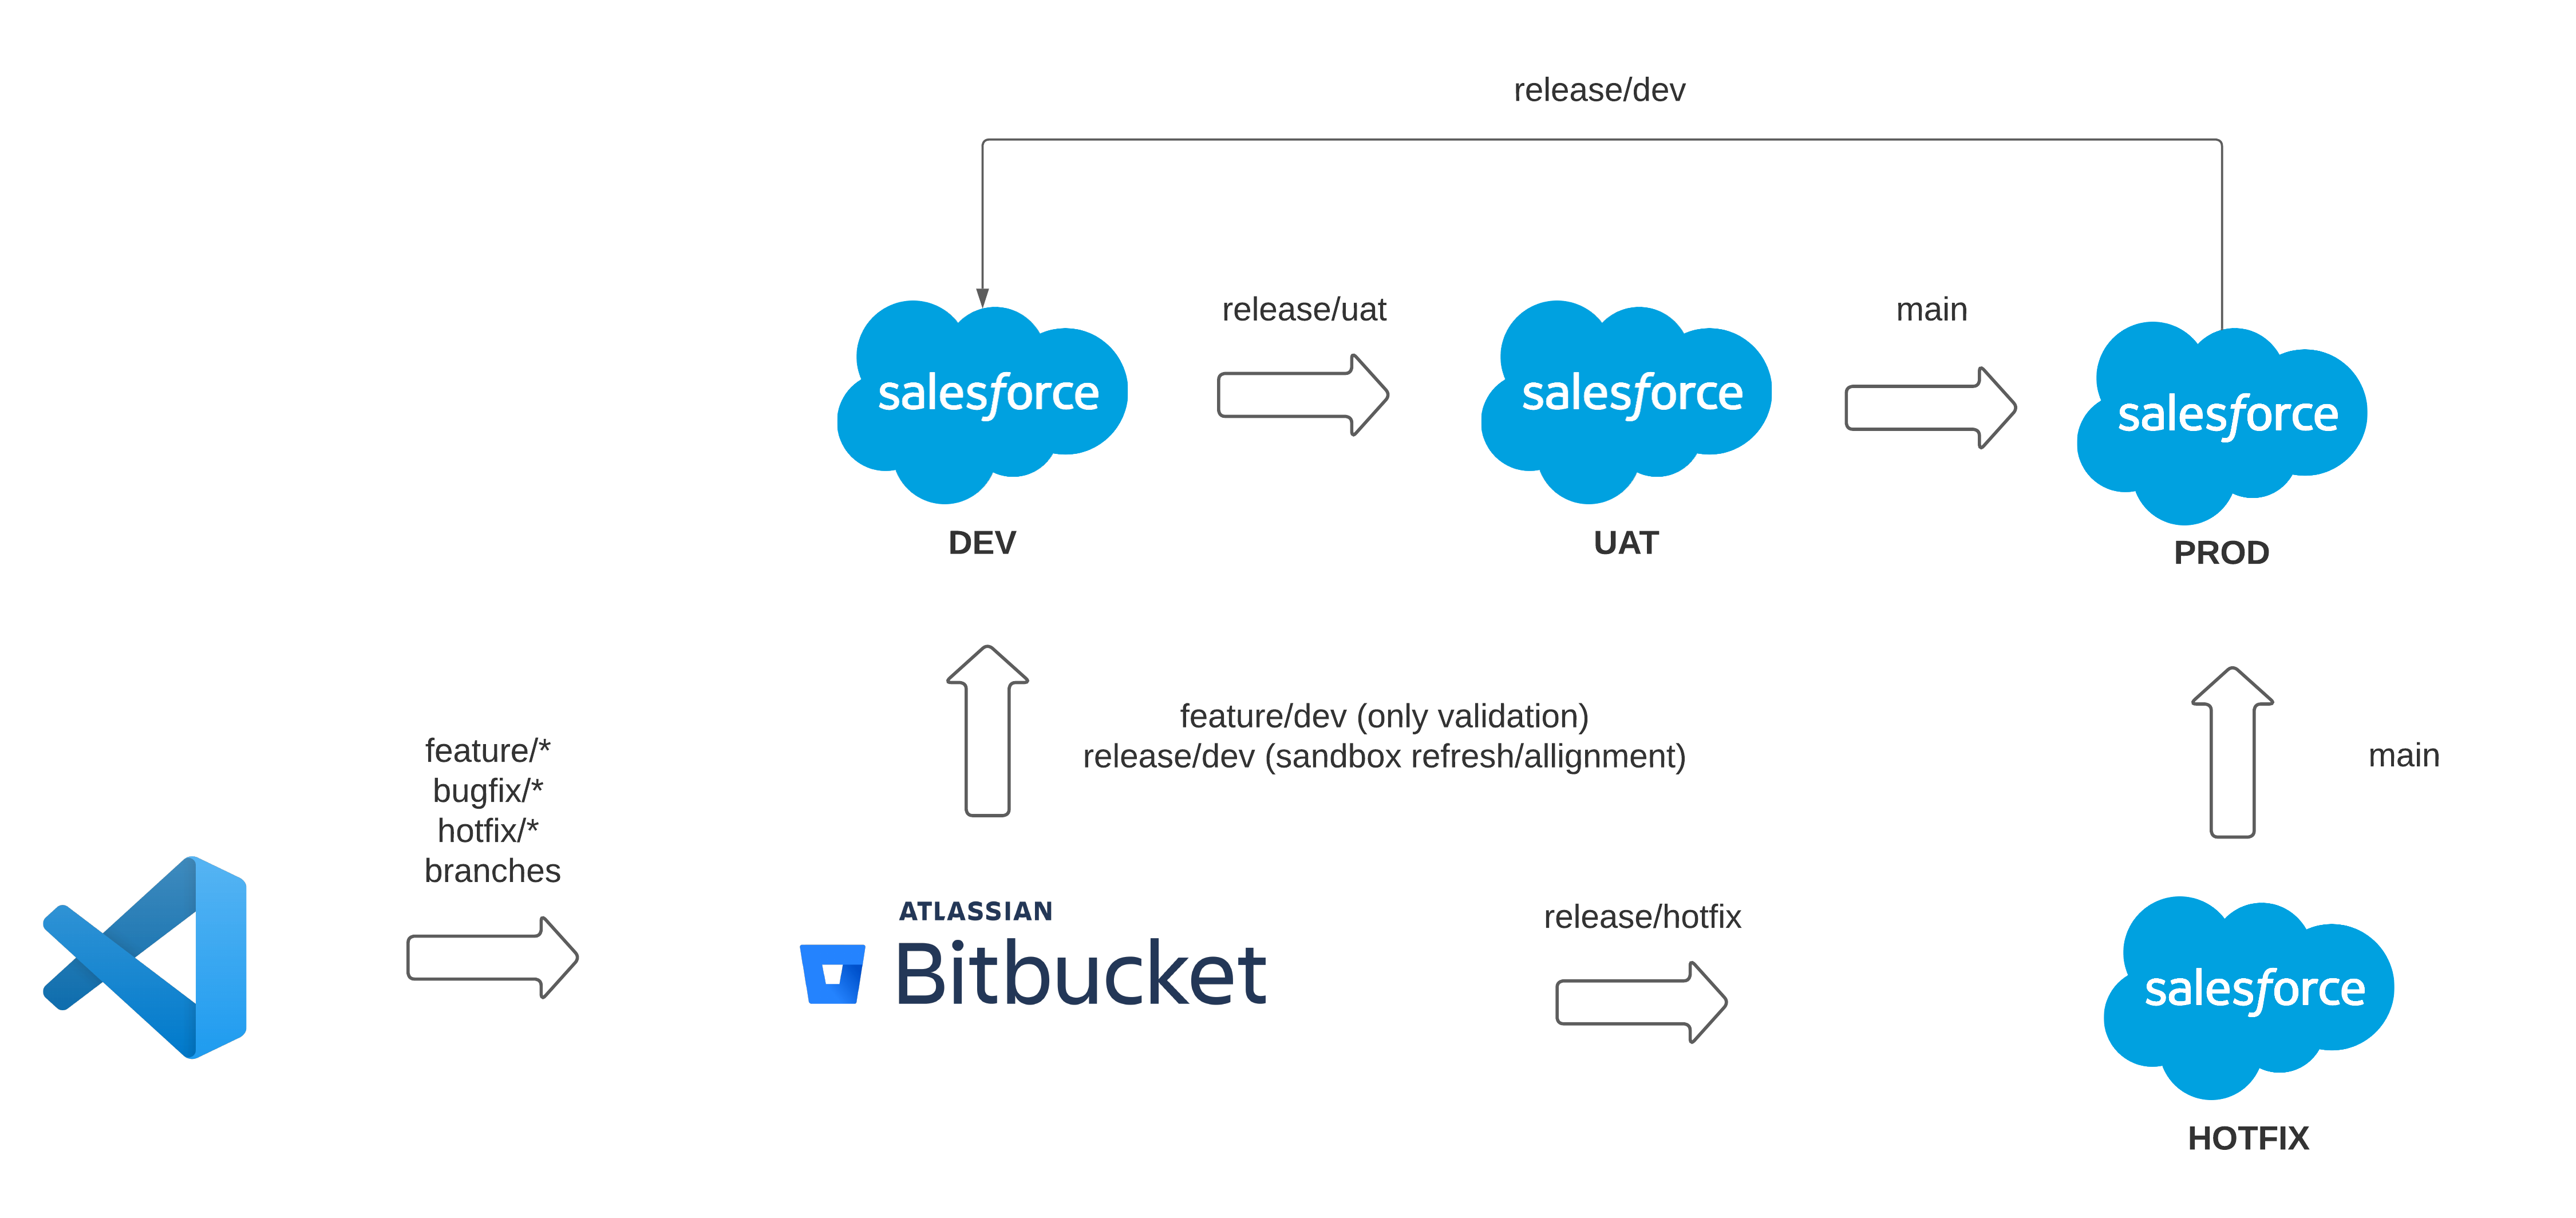 release/dev
release/uat
main
salesforce
salesforce
salesforce
DEV
UAT
PROD
feature/dev (only validation)
release/dev (sandbox refresh/allignment)
main
feature/*
bugfix/*
hotfix/*
branches
ATLASSIAN
Bitbucket
release/hotfix
salesforce
HOTFIX